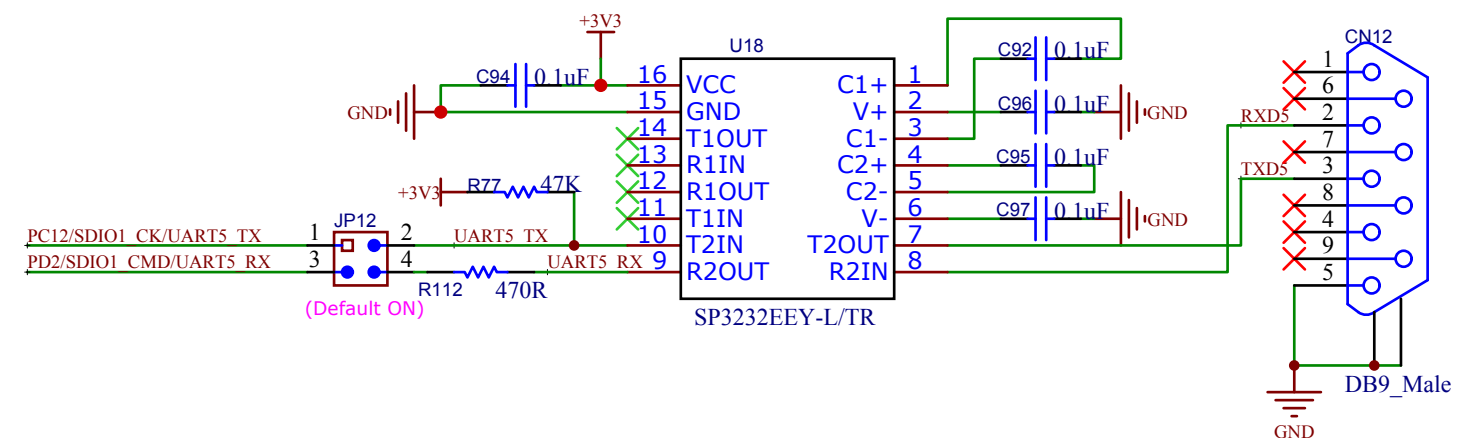 +3V3
U18
C94 0.1uF
GND
16 VCC
15 GND
14 T1OUT
13 R1IN
12 R1OUT
11 T1IN
10 T2IN
9 R2OUT
C1+ 1
V+ 2
C1- 3
C2+ 4
C2- 5
V- 6
T2OUT 7
R2IN 8
SP3232EEY-L/TR
+3V3
R77 47K
JP12
PC12/SDIO1_CK/UART5_TX 1 2 UART5_TX
PD2/SDIO1_CMD/UART5_RX 3 4 UART5_RX
R112 470R
(Default ON)
C92 0.1uF
C96 0.1uF GND
C95 0.1uF
C97 0.1uF GND
CN12
1
6
RXD5 2
7
TXD5 3
8
4
9
5
DB9_Male
GND